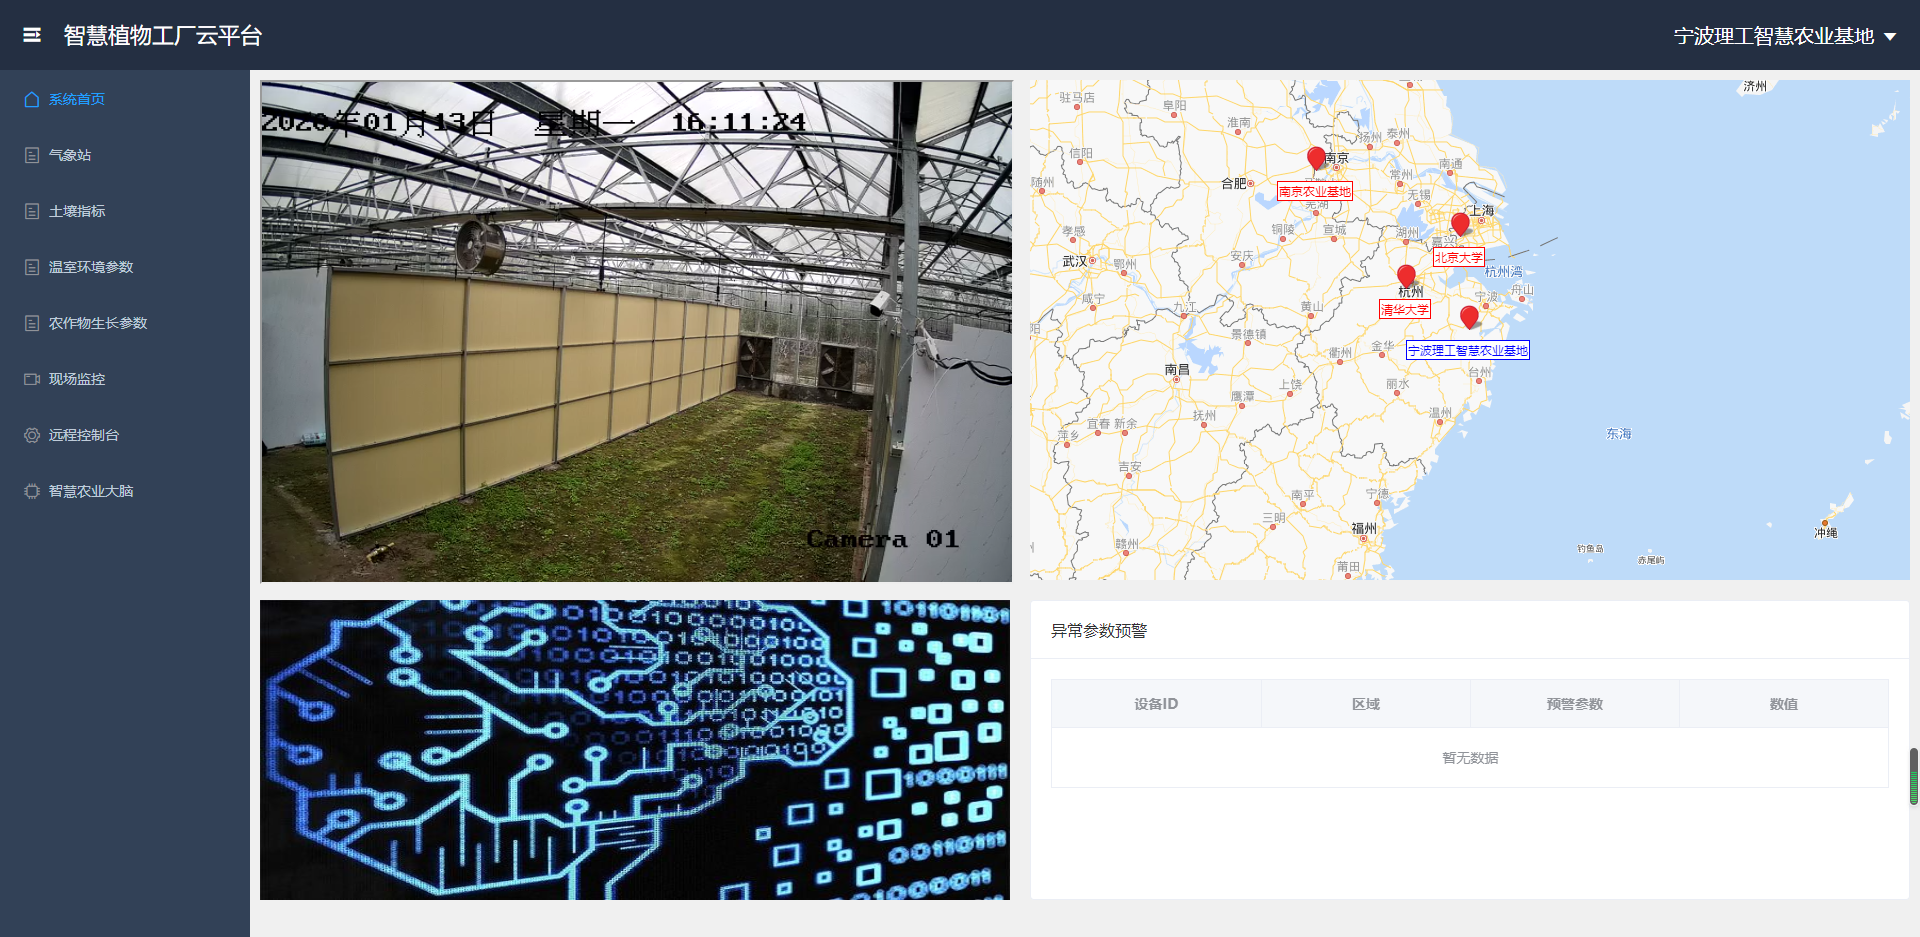 智慧植物工厂云平台
宁波理工智慧农业基地
系统首页
气象站
土壤指标
温室环境参数
农作物生长参数
现场监控
远程控制台
智慧农业大脑
2020年01月13日 星期一 16:11:24
Camera 01
济州
驻马店
阜阳
淮南
扬州
泰州
信阳
南京
南通
随州
合肥
南京农业基地
常州
芜湖
无锡
上海
孝感
铜陵
宣城
湖州
嘉兴
武汉
鄂州
安庆
北京大学
杭州湾
咸宁
九江
黄山
杭州
宁波
舟山
清华大学
景德镇
衢州
金华
宁波理工智慧农业基地
南昌
上饶
丽水
台州
鹰潭
抚州
温州
宜春
新余
萍乡
东海
吉安
南平
宁德
三明
福州
赣州
莆田
钓鱼岛
赤尾屿
冲绳
异常参数预警
设备ID 区域 预警参数 数值
暂无数据